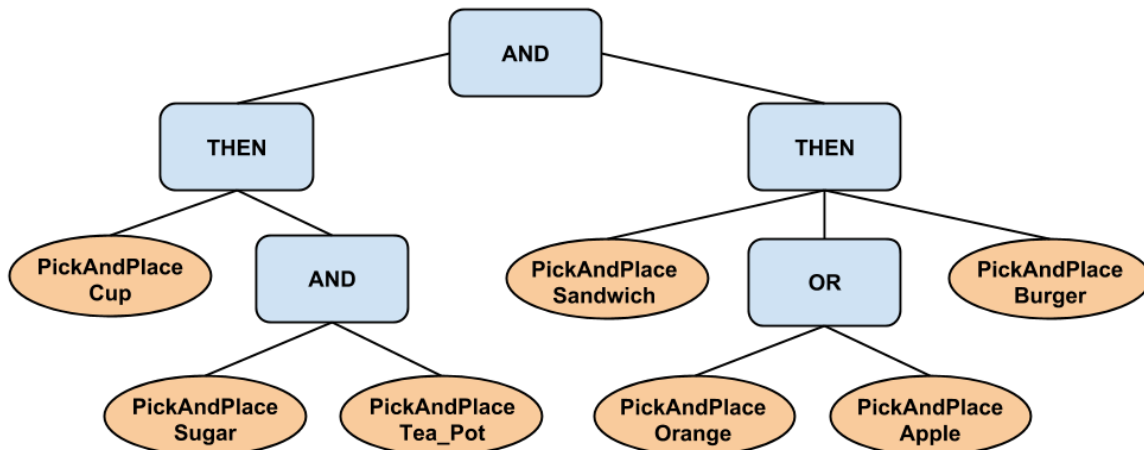 AND
THEN
THEN
PickAndPlace
Cup
AND
PickAndPlace
Sandwich
OR
PickAndPlace
Burger
PickAndPlace
Sugar
PickAndPlace
Tea_Pot
PickAndPlace
Orange
PickAndPlace
Apple